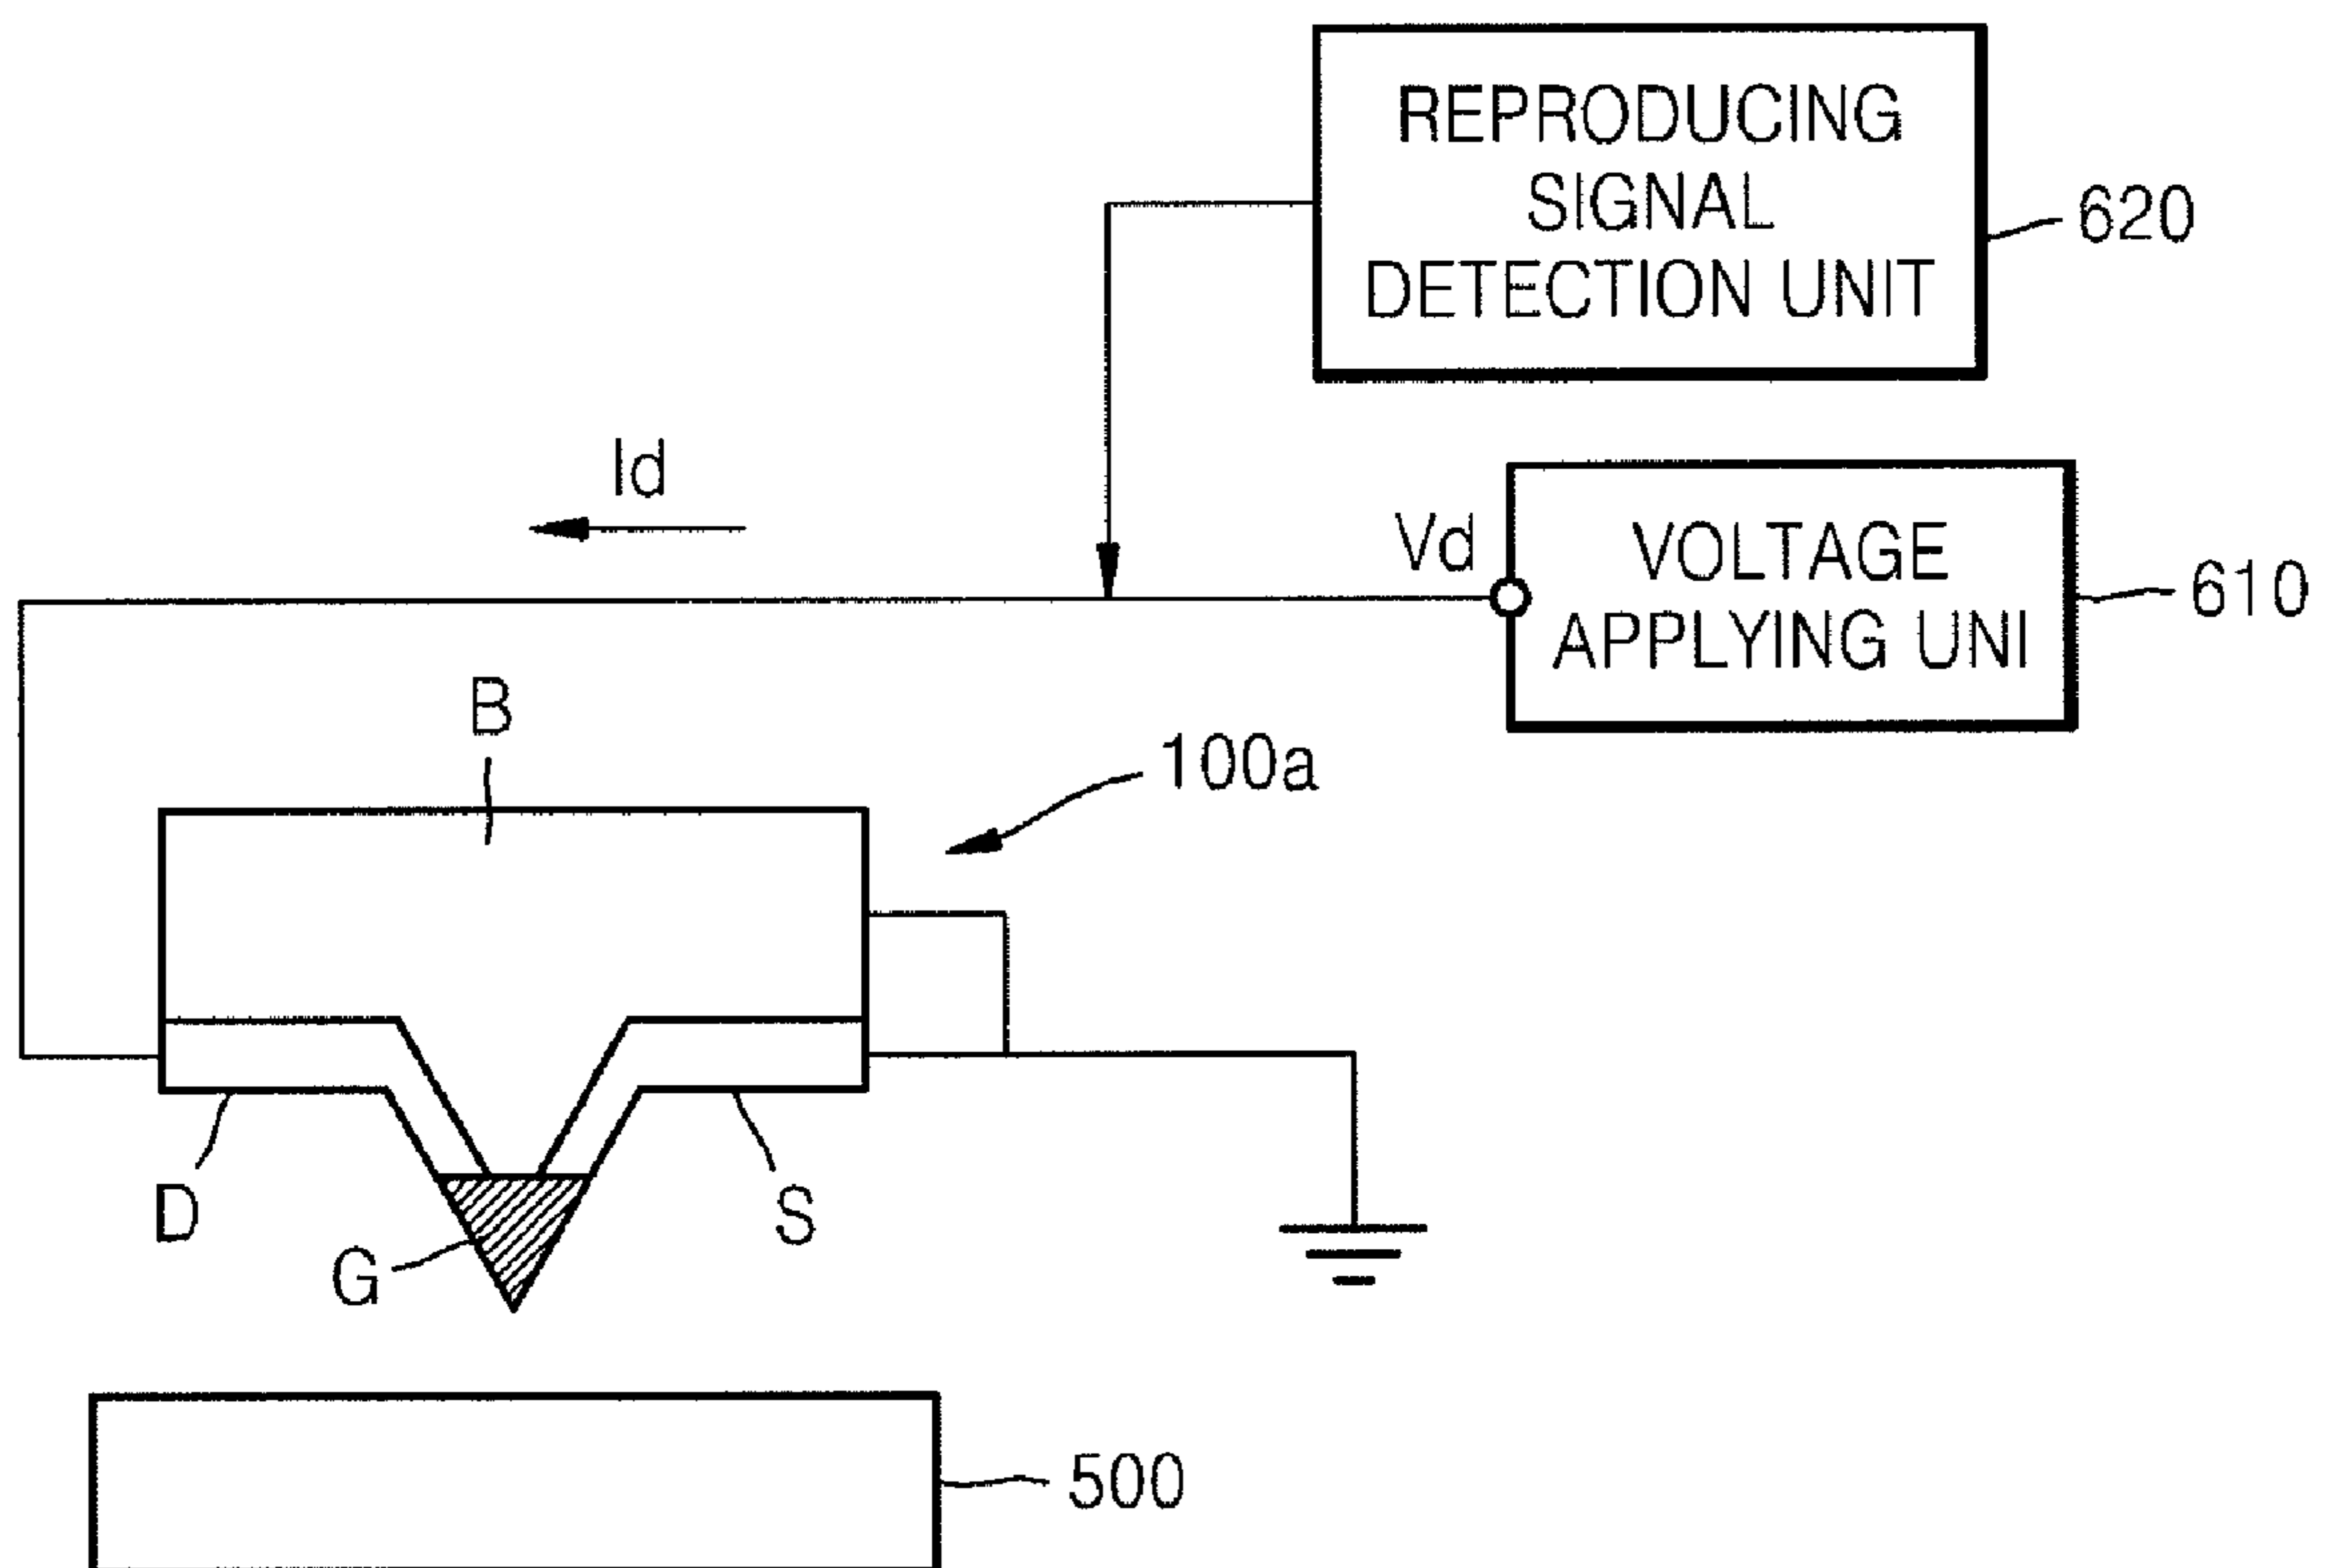 REPRODUCING
SIGNAL
DETECTION UNIT
620
Id
Vd
VOLTAGE
APPLYING UNI
610
B
100a
D
S
G
500